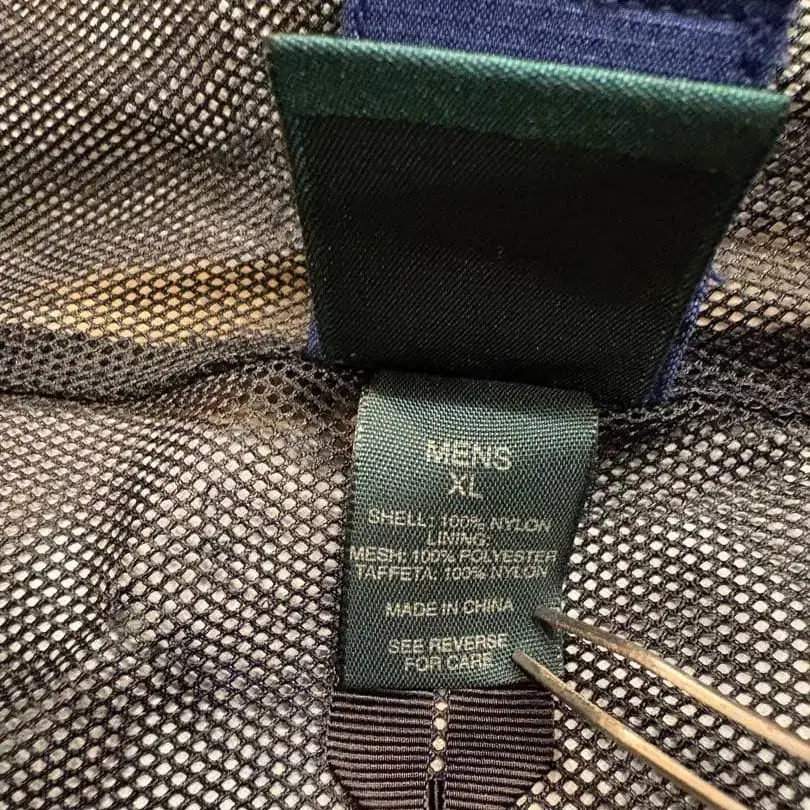 MENS
XL
SHELL: 100% NYLON
LINING:
MESH: 100% POLYESTER
TAFFETA: 100% NYLON
MADE IN CHINA
SEE REVERSE
FOR CARE